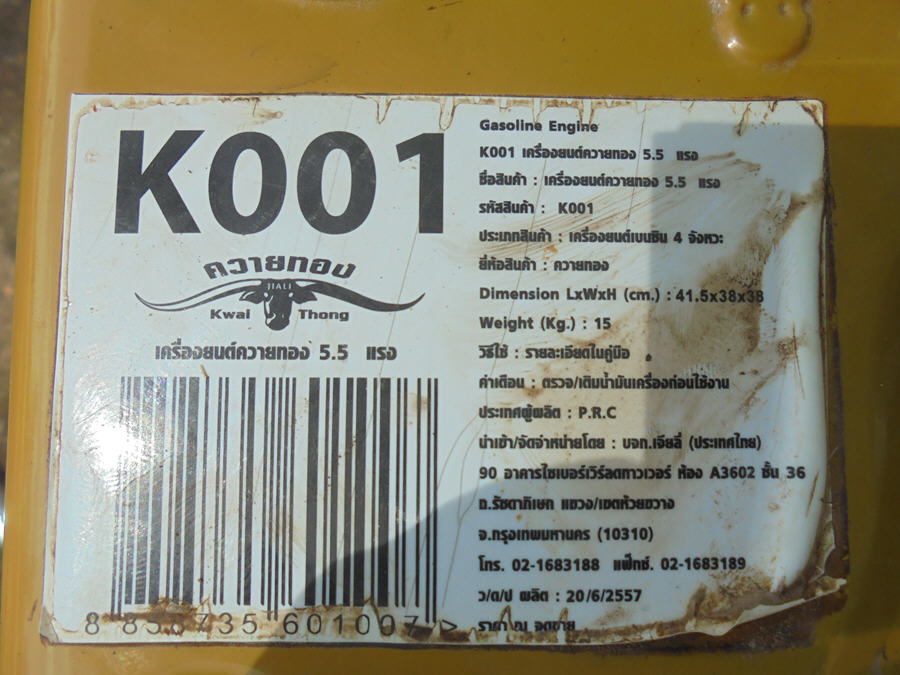 K001
ควายทอง
JIALI
Kwai Thong
เครื่องยนต์ควายทอง 5.5 แรง
8 858735 601007 >
Gasoline Engine
K001 เครื่องยนต์ควายทอง 5.5 แรง
ชื่อสินค้า : เครื่องยนต์ควายทอง 5.5 แรง
รหัสสินค้า : K001
ประเภทสินค้า : เครื่องยนต์เบนซิน 4 จังหวะ
ยี่ห้อสินค้า : ควายทอง
Dimension LxWxH (cm.) : 41.5x38x38
Weight (Kg.) : 15
วิธีใช้ : รายละเอียดในคู่มือ
คำเตือน : ตรวจ/เติมน้ำมันเครื่องก่อนใช้งาน
ประเทศผู้ผลิต : P.R.C
นำเข้า/จัดจำหน่ายโดย : บจก.เจียลี่ (ประเทศไทย)
90 อาคารไซเบอร์เวิร์ลดทาวเวอร์ ห้อง A3602 ชั้น 36
ถ.รัชดาภิเษก แขวง/เขตห้วยขวาง
จ.กรุงเทพมหานคร (10310)
โทร. 02-1683188 แฟ็กซ์. 02-1683189
ว/ด/ป ผลิต : 20/6/2557
ราคา ณ จุดขาย